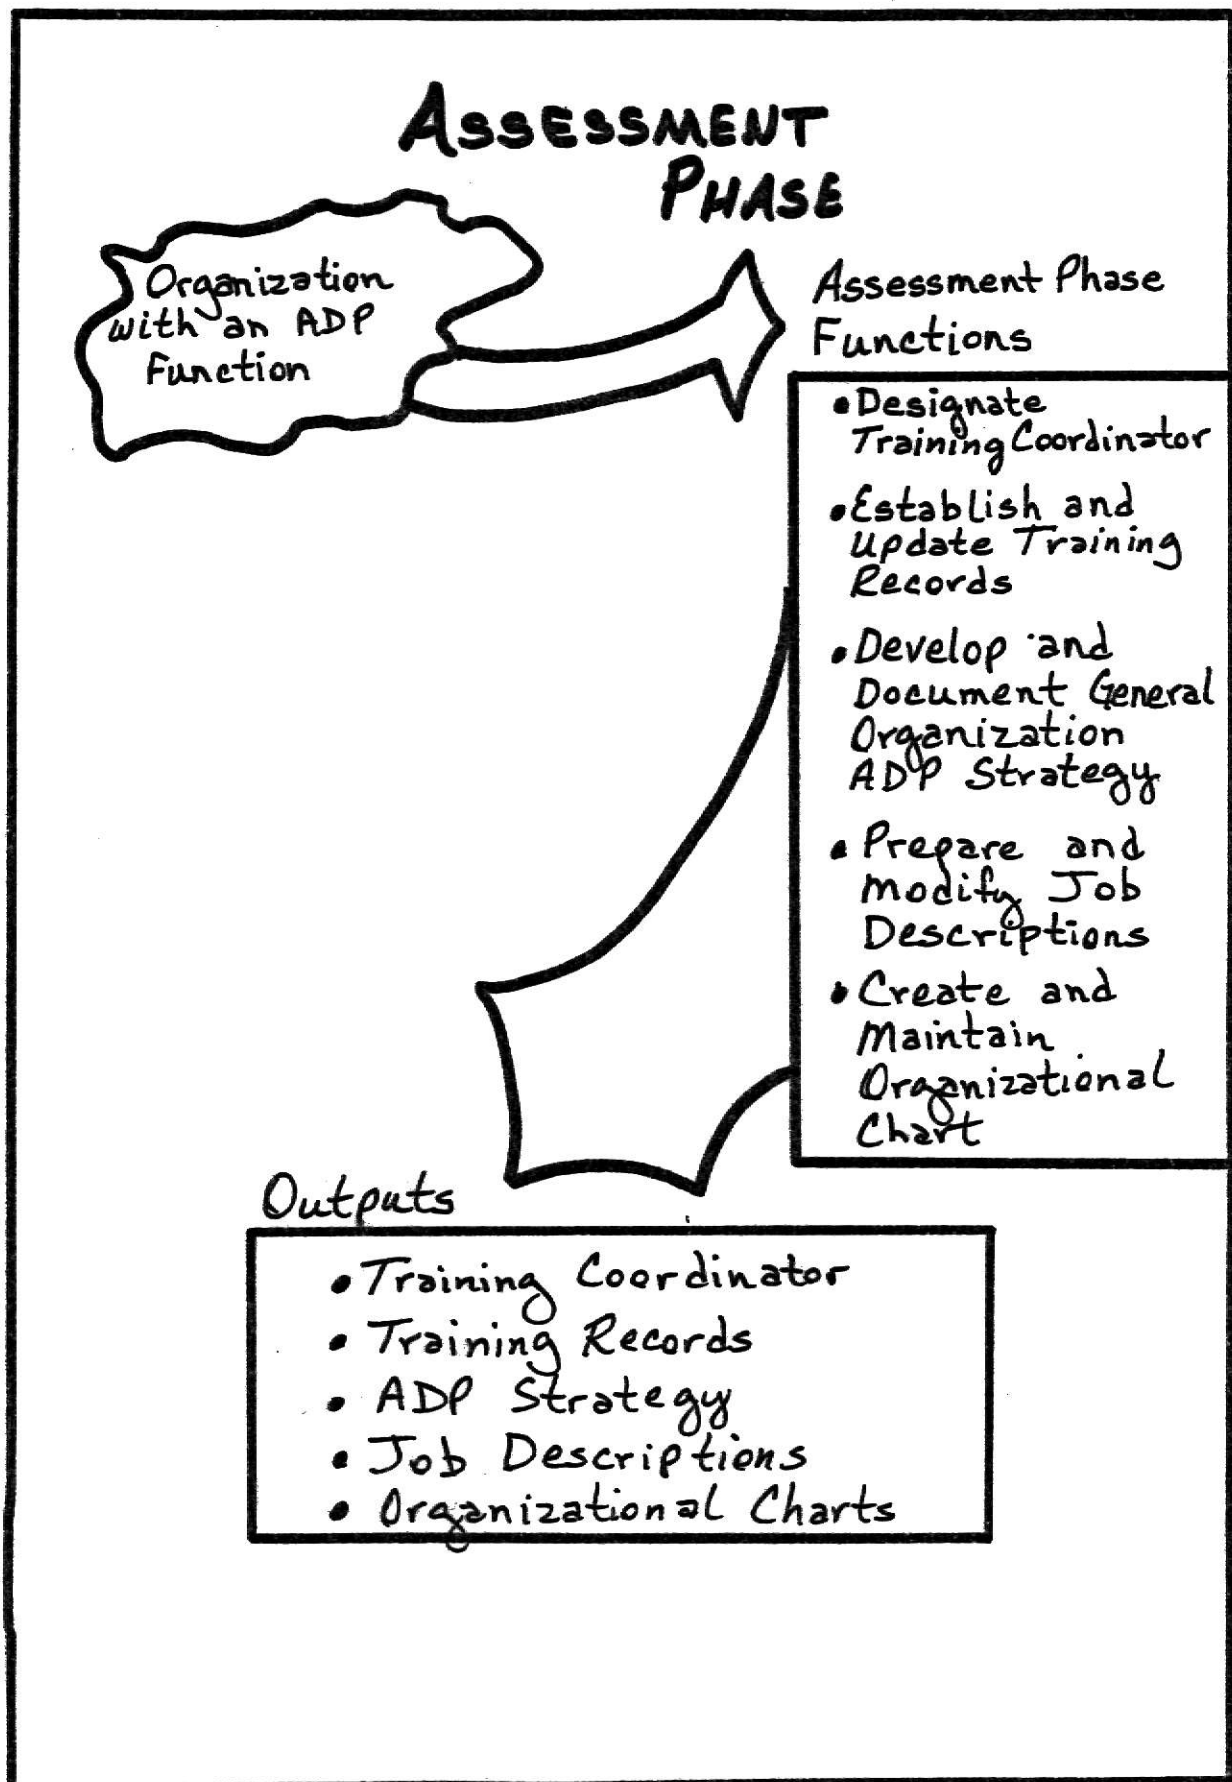 ASSESSMENT
PHASE
Organization
with an ADP
Function
Assessment Phase
Functions
• Designate
Training Coordinator
• Establish and
Update Training
Records
• Develop and
Document General
Organization
ADP Strategy
• Prepare and
Modify Job
Descriptions
• Create and
Maintain
Organizational
Chart
Outputs
• Training Coordinator
• Training Records
• ADP Strategy
• Job Descriptions
• Organizational Charts